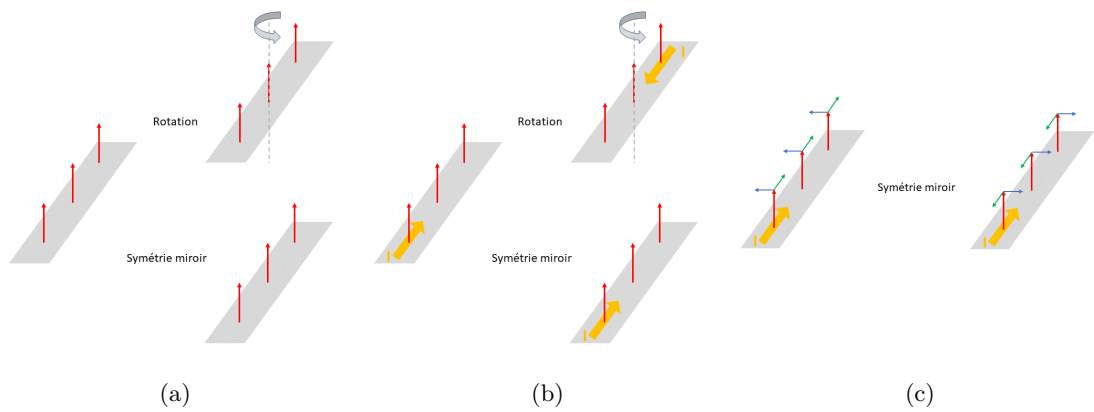 Rotation
Symétrie miroir
I
Rotation
I
Symétrie miroir
I
I
Symétrie miroir
I
(a)
(b)
(c)